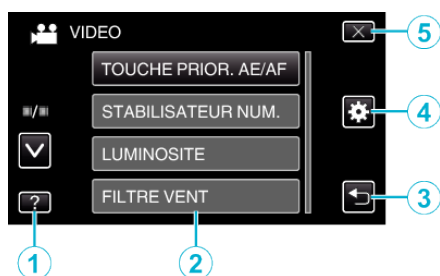 VIDEO
5
TOUCHE PRIOR. AE/AF
STABILISATEUR NUM.
4
LUMINOSITE
FILTRE VENT
?
3
1
2